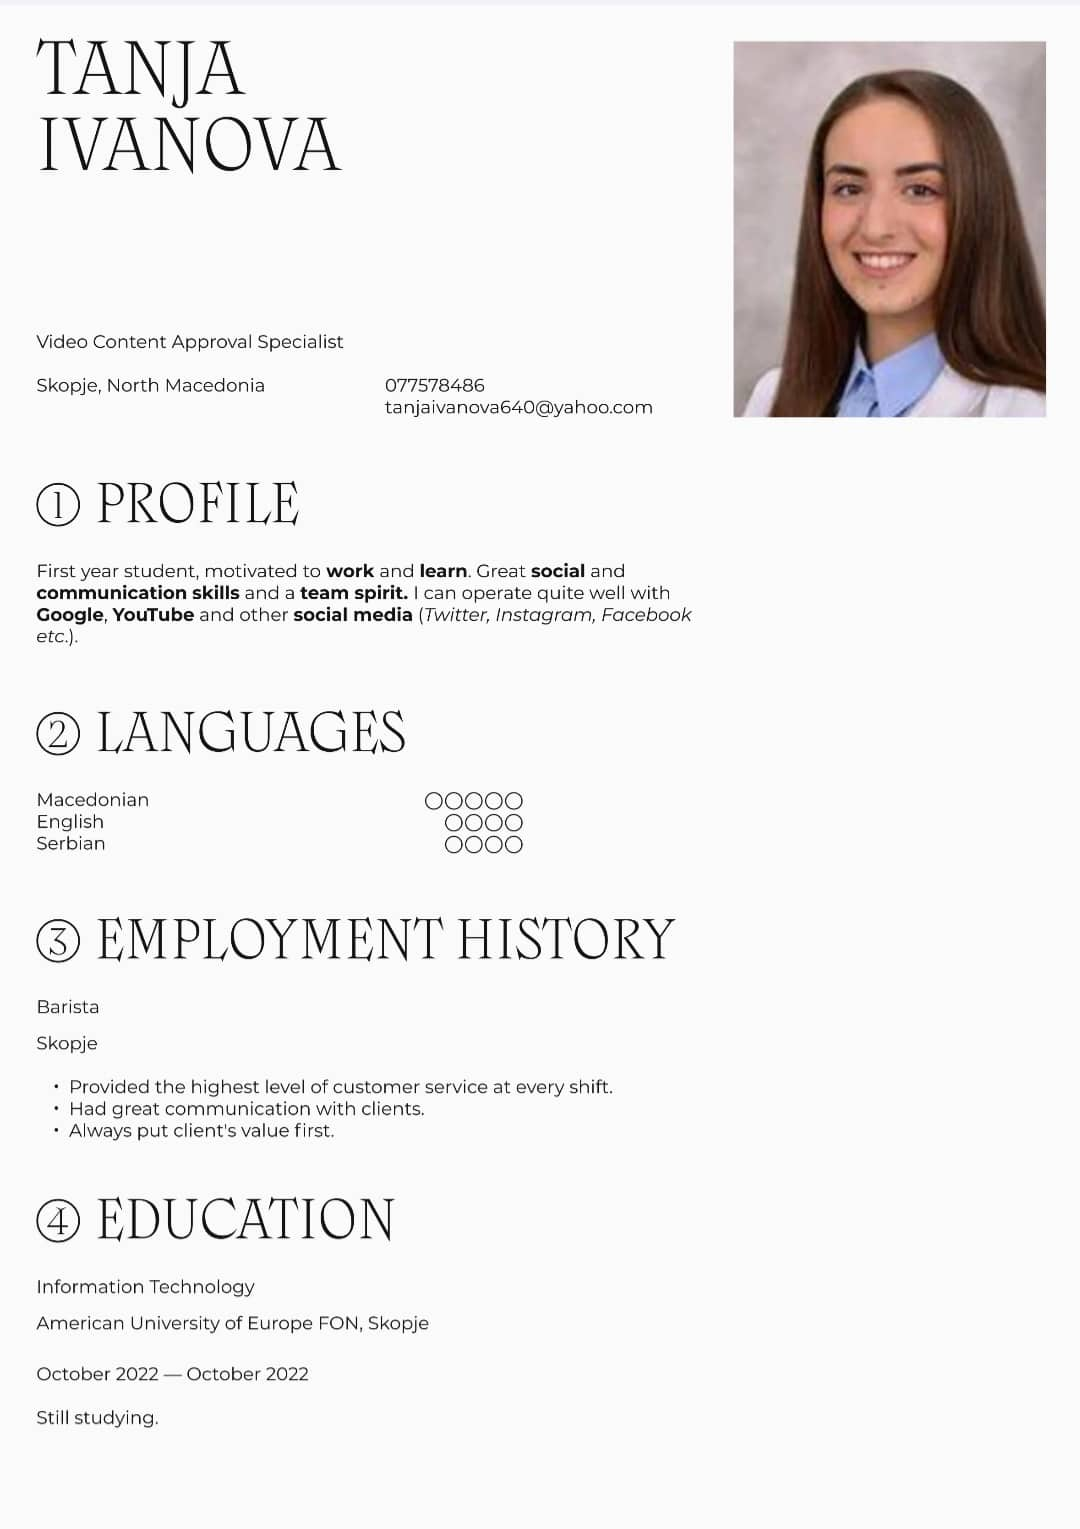 TANJA
IVANOVA
Video Content Approval Specialist
Skopje, North Macedonia
077578486
tanjaivanova640@yahoo.com
① PROFILE
First year student, motivated to work and learn. Great social and
communication skills and a team spirit. I can operate quite well with
Google, YouTube and other social media (Twitter, Instagram, Facebook
etc.).
② LANGUAGES
Macedonian
English
Serbian
③ EMPLOYMENT HISTORY
Barista
Skopje
• Provided the highest level of customer service at every shift.
• Had great communication with clients.
• Always put client's value first.
④ EDUCATION
Information Technology
American University of Europe FON, Skopje
October 2022 — October 2022
Still studying.